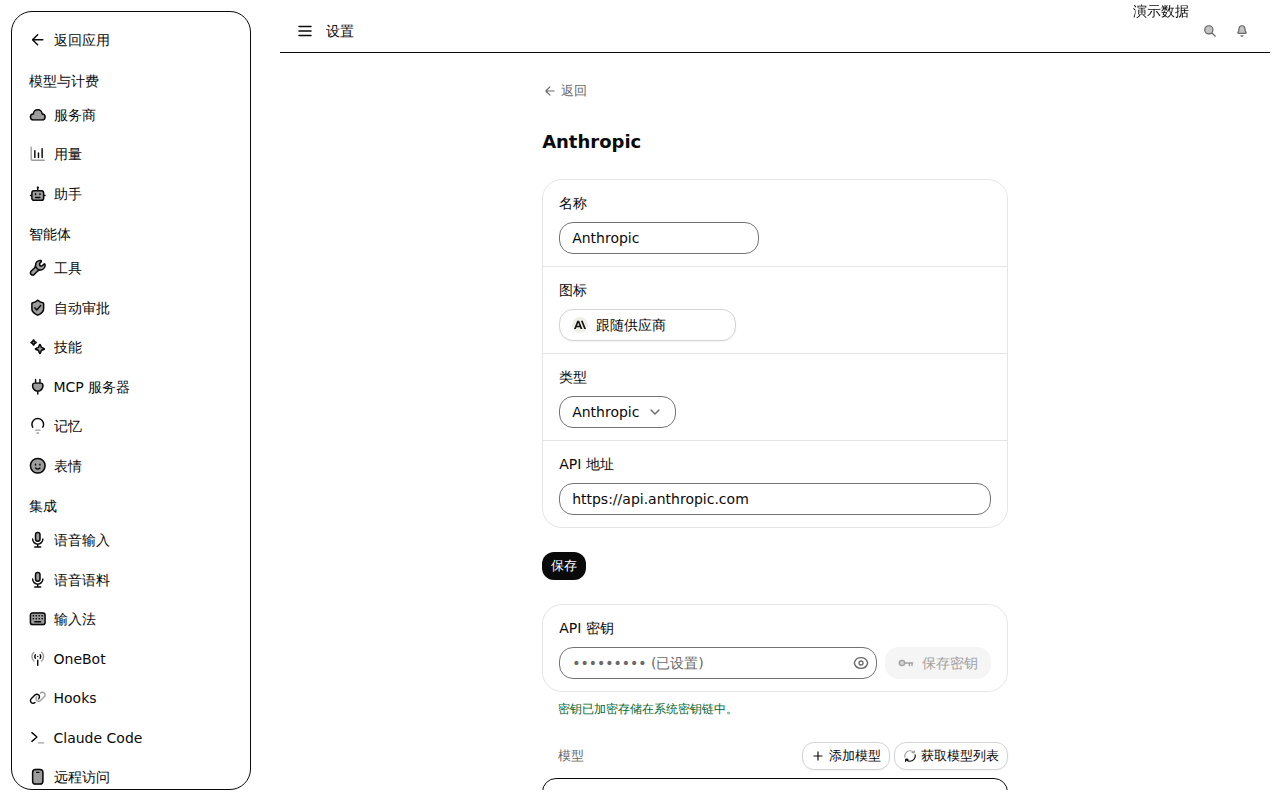 返回应用
模型与计费
服务商
用量
助手
智能体
工具
自动审批
技能
MCP 服务器
记忆
表情
集成
语音输入
语音语料
输入法
OneBot
Hooks
Claude Code
远程访问
设置
演示数据
返回
Anthropic
名称
Anthropic
图标
跟随供应商
类型
Anthropic
API 地址
https://api.anthropic.com
保存
API 密钥
••••••••• (已设置)
保存密钥
密钥已加密存储在系统密钥链中。
模型
添加模型
获取模型列表